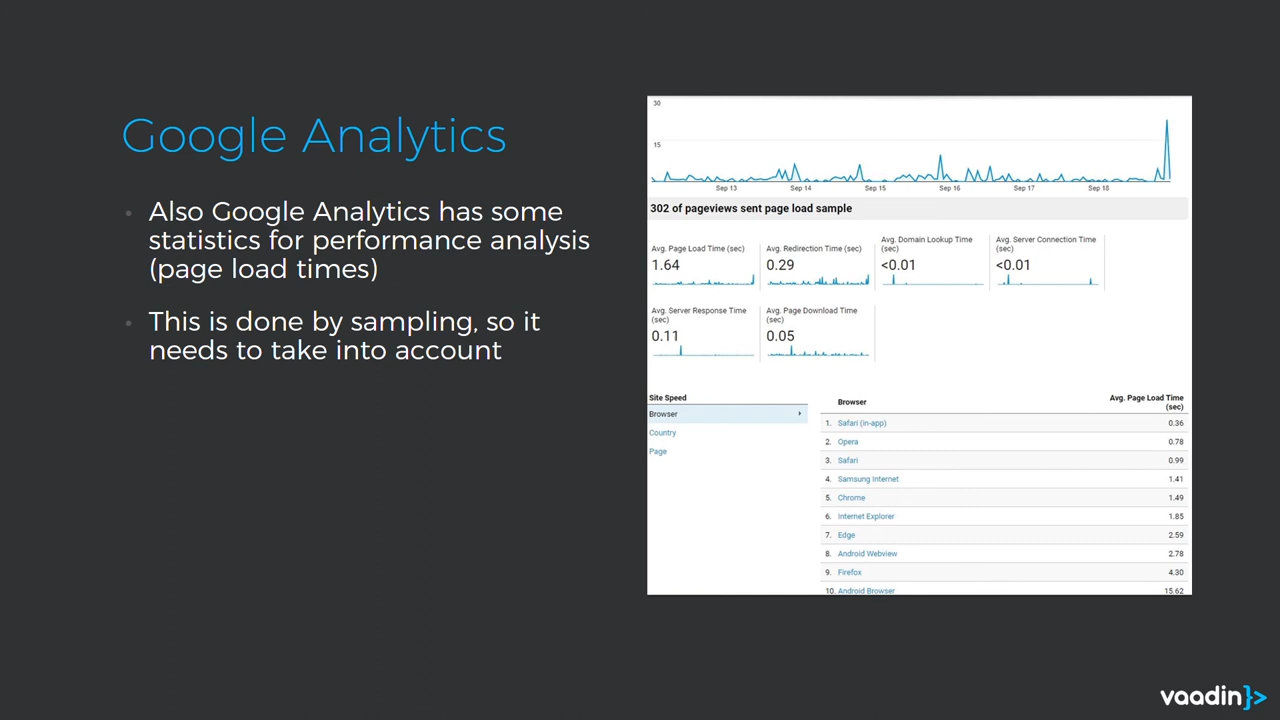 Google Analytics
• Also Google Analytics has some
statistics for performance analysis
(page load times)
• This is done by sampling, so it
needs to take into account
30
15
Sep 13 Sep 14 Sep 15 Sep 16 Sep 17 Sep 18
302 of pageviews sent page load sample
Avg. Page Load Time (sec)
1.64
Avg. Redirection Time (sec)
0.29
Avg. Domain Lookup Time
(sec)
<0.01
Avg. Server Connection Time
(sec)
<0.01
Avg. Server Response Time
(sec)
0.11
Avg. Page Download Time
(sec)
0.05
Site Speed
Browser
Country
Page
Browser
Avg. Page Load Time
(sec)
1. Safari (in-app) 0.36
2. Opera 0.78
3. Safari 0.99
4. Samsung Internet 1.41
5. Chrome 1.49
6. Internet Explorer 1.85
7. Edge 2.59
8. Android Webview 2.78
9. Firefox 4.30
10. Android Browser 15.62
vaadin}>